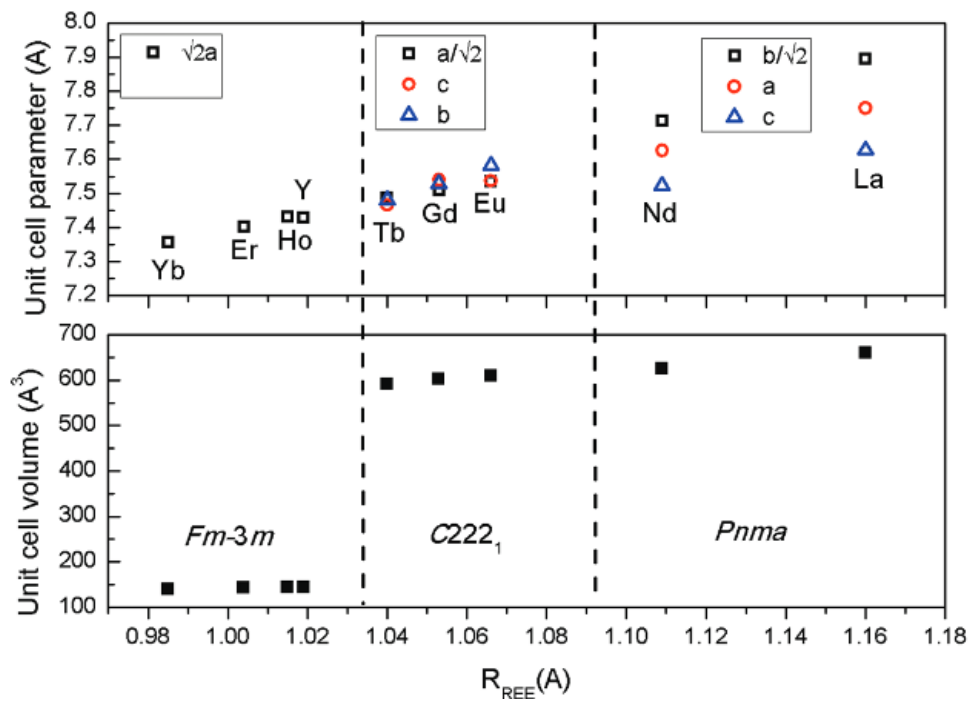 √2a
a/√2
c
b
b/√2
a
c
Unit cell parameter (A)
8.0
7.9
7.8
7.7
7.6
7.5
7.4
7.3
7.2
Yb
Er
Ho
Y
Tb
Gd
Eu
Nd
La
Unit cell volume (A³)
700
600
500
400
300
200
100
Fm-3m
C222₁
Pnma
0.98 1.00 1.02 1.04 1.06 1.08 1.10 1.12 1.14 1.16 1.18
R_REE(A)